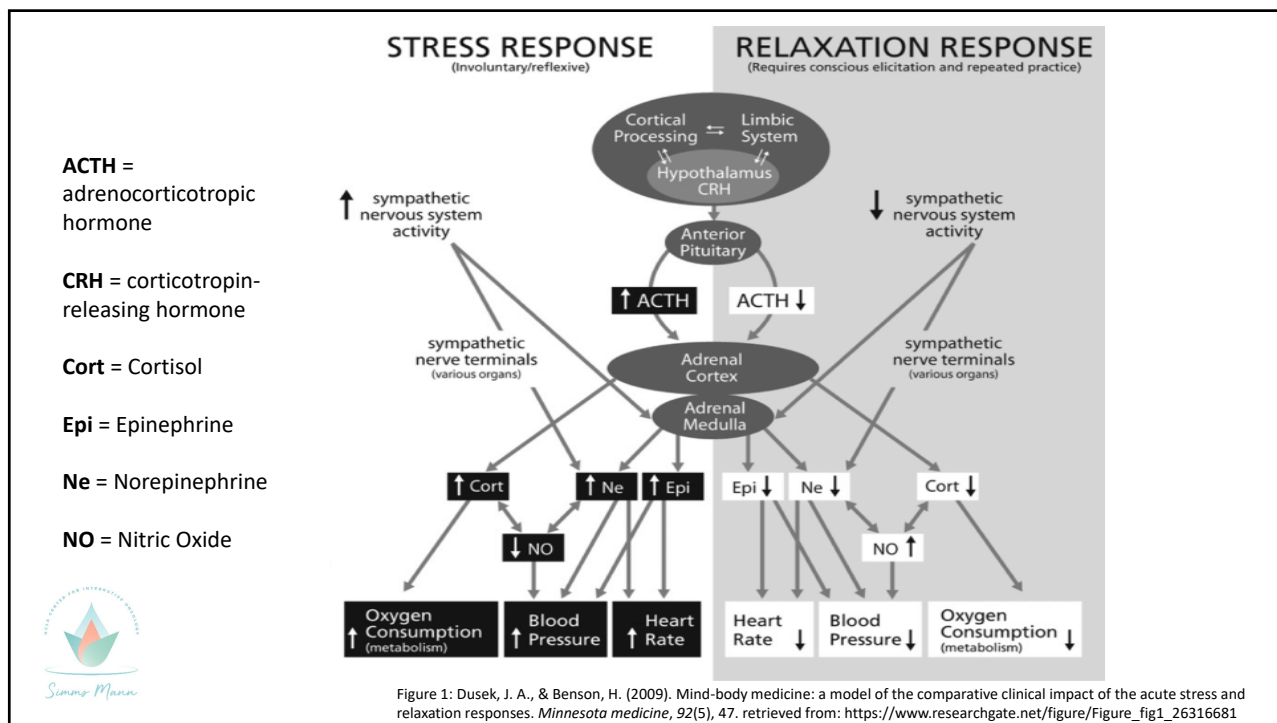 STRESS RESPONSE
(Involuntary/reflexive)
RELAXATION RESPONSE
(Requires conscious elicitation and repeated practice)
ACTH =
adrenocorticotropic
hormone
CRH = corticotropin-
releasing hormone
Cort = Cortisol
Epi = Epinephrine
Ne = Norepinephrine
NO = Nitric Oxide
Cortical
Processing
Limbic
System
Hypothalamus
CRH
↑ sympathetic
nervous system
activity
↓ sympathetic
nervous system
activity
Anterior
Pituitary
↑ ACTH
ACTH ↓
sympathetic
nerve terminals
(various organs)
Adrenal
Cortex
sympathetic
nerve terminals
(various organs)
Adrenal
Medulla
↑ Cort
↑ Ne
↑ Epi
Epi ↓
Ne ↓
Cort ↓
↓ NO
NO ↑
↑ Oxygen
Consumption
(metabolism)
↑ Blood
Pressure
↑ Heart
Rate
Heart
Rate ↓
Blood
Pressure ↓
Oxygen
Consumption ↓
(metabolism)
UCLA CENTER FOR INTEGRATIVE ONCOLOGY
Simms Mann
Figure 1: Dusek, J. A., & Benson, H. (2009). Mind-body medicine: a model of the comparative clinical impact of the acute stress and
relaxation responses. Minnesota medicine, 92(5), 47. retrieved from: https://www.researchgate.net/figure/Figure_fig1_26316681